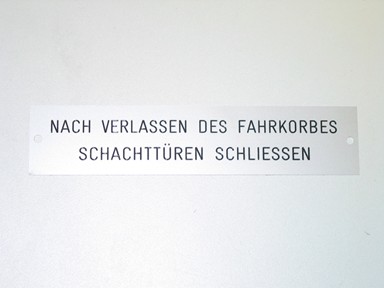 NACH VERLASSEN DES FAHRKORBES
SCHACHTTÜREN SCHLIESSEN